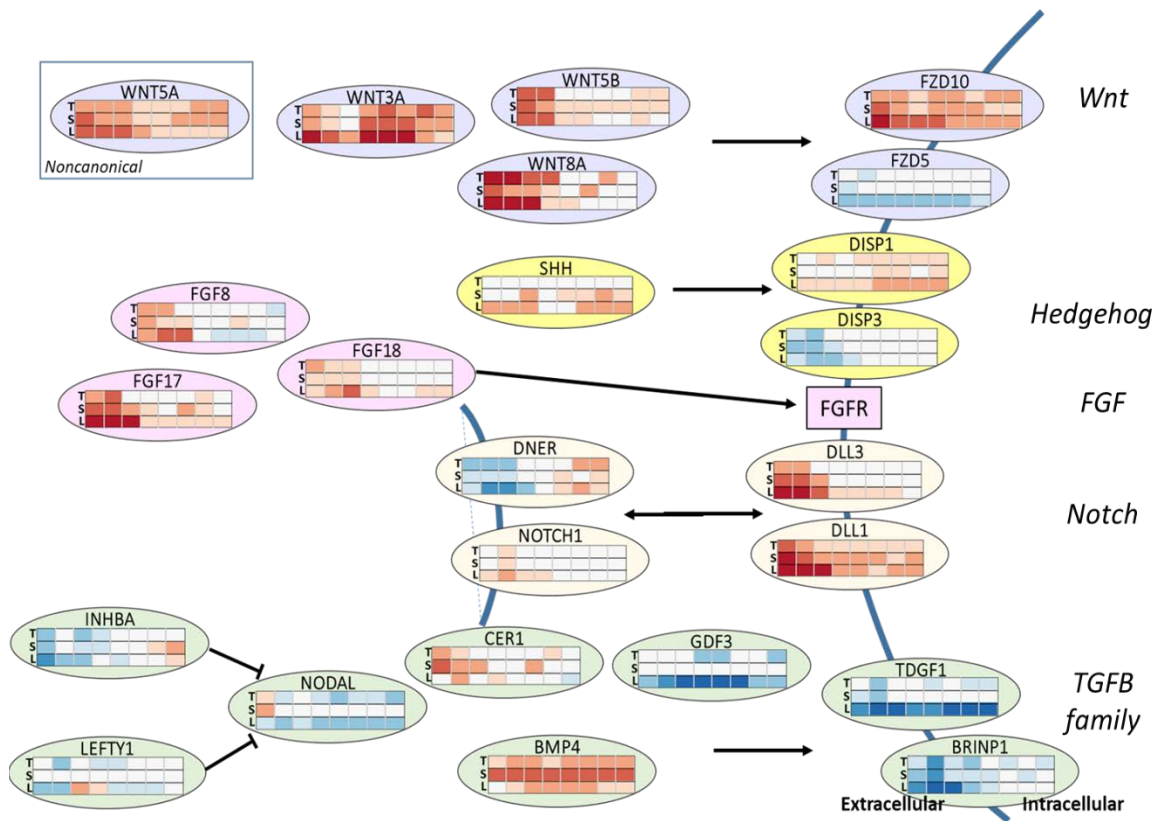 WNT5A
T
S
L
Noncanonical
WNT3A
T
S
L
WNT5B
T
S
L
WNT8A
T
S
L
FZD10
T
S
L
FZD5
T
S
L
Wnt
SHH
T
S
L
DISP1
T
S
L
DISP3
T
S
L
Hedgehog
FGF8
T
S
L
FGF18
T
S
L
FGF17
T
S
L
FGFR
FGF
DNER
T
S
L
NOTCH1
T
S
L
DLL3
T
S
L
DLL1
T
S
L
Notch
INHBA
T
S
L
NODAL
T
S
L
LEFTY1
T
S
L
CER1
T
S
L
GDF3
T
S
L
BMP4
T
S
L
TDGF1
T
S
L
BRINP1
T
S
L
TGFB
family
Extracellular
Intracellular